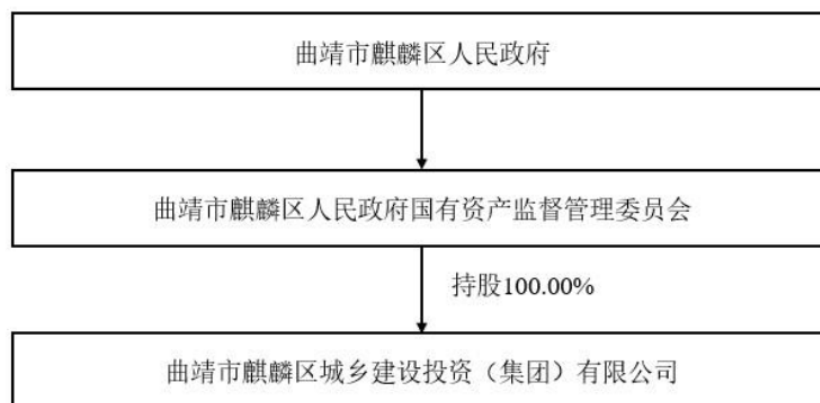 曲靖市麒麟区人民政府
曲靖市麒麟区人民政府国有资产监督管理委员会
持股100.00%
曲靖市麒麟区城乡建设投资（集团）有限公司